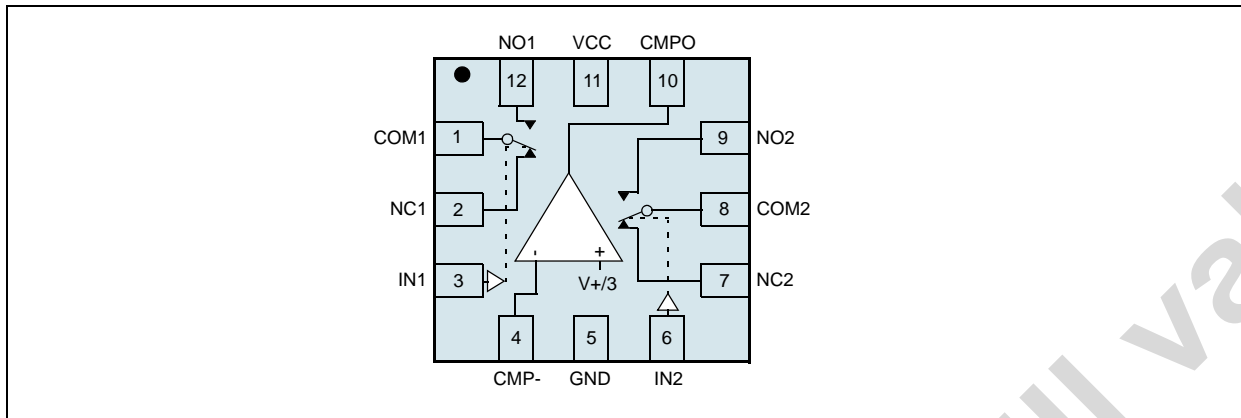 NO1 VCC CMPO
12 11 10
COM1 1 9 NO2
NC1 2 8 COM2
- +
IN1 3 V+/3 7 NC2
4 5 6
CMP- GND IN2